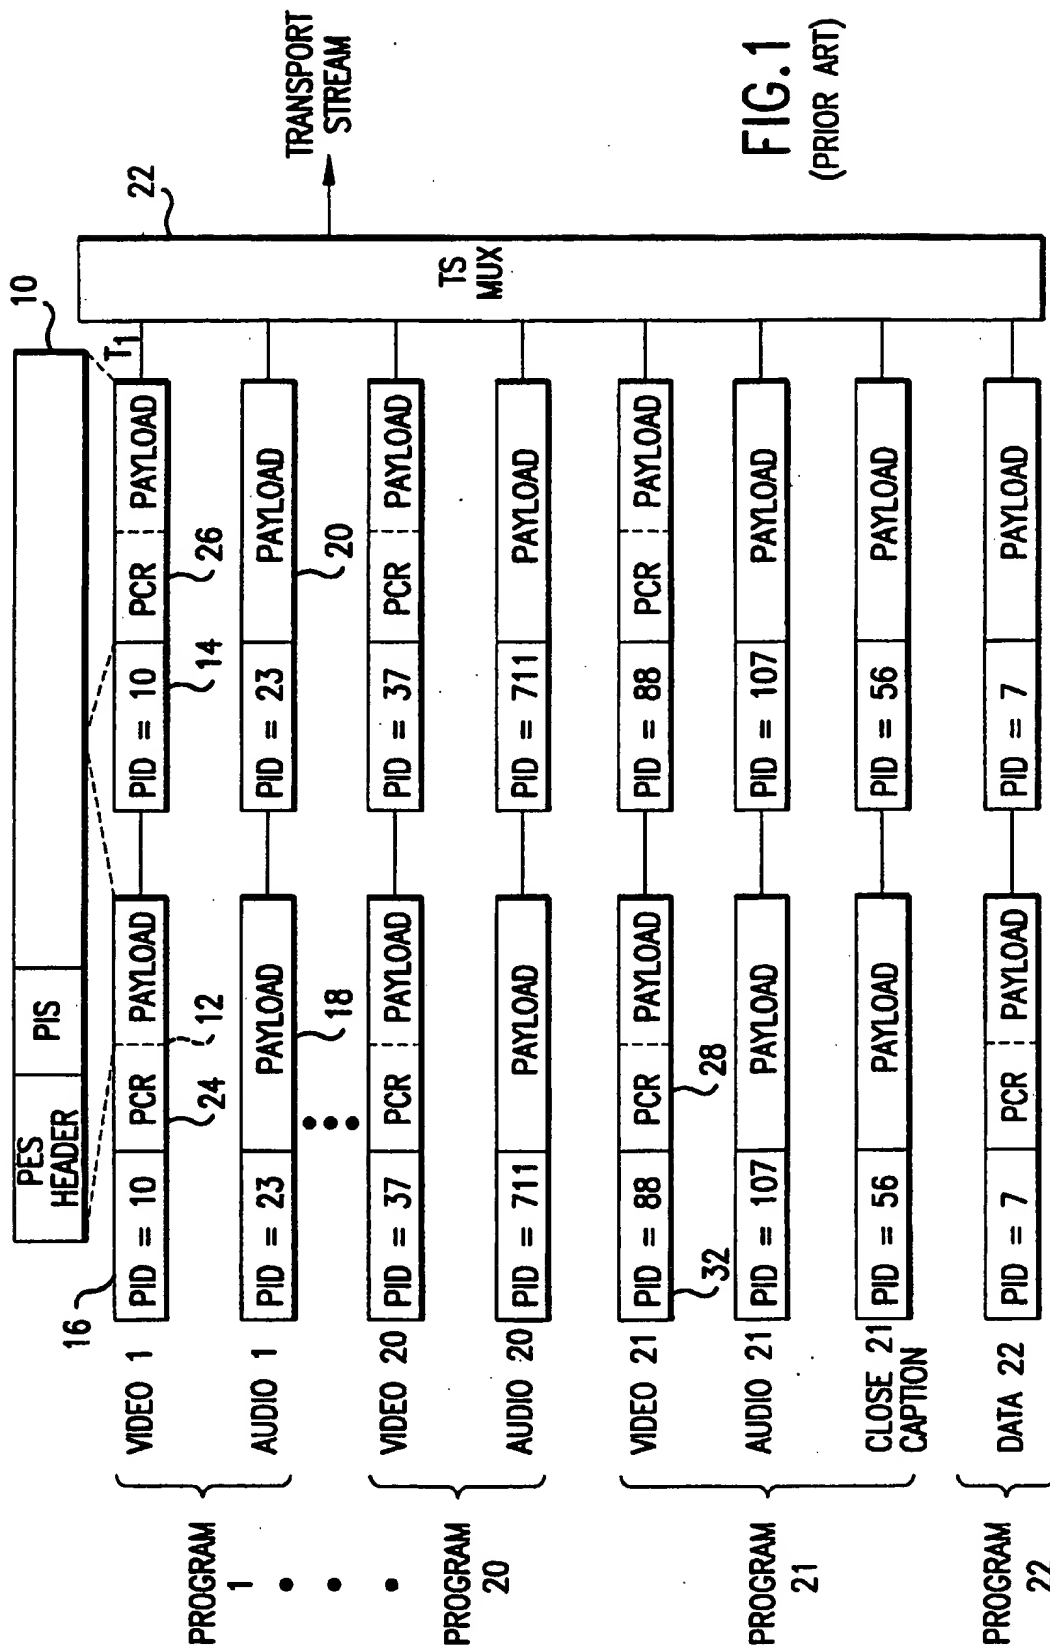 10
PES
HEADER
PIS
16
T1
22
PROGRAM
1
VIDEO 1
PID = 10
PCR
PAYLOAD
PID = 10
PCR
PAYLOAD
24
12
14
26
AUDIO 1
PID = 23
PAYLOAD
PID = 23
PAYLOAD
18
20
TRANSPORT
STREAM
PROGRAM
20
VIDEO 20
PID = 37
PCR
PAYLOAD
PID = 37
PCR
PAYLOAD
AUDIO 20
PID = 711
PAYLOAD
PID = 711
PAYLOAD
TS
MUX
PROGRAM
21
VIDEO 21
PID = 88
PCR
PAYLOAD
PID = 88
PCR
PAYLOAD
32
28
AUDIO 21
PID = 107
PAYLOAD
PID = 107
PAYLOAD
CLOSE 21
CAPTION
PID = 56
PAYLOAD
PID = 56
PAYLOAD
PROGRAM
22
DATA 22
PID = 7
PCR
PAYLOAD
PID = 7
PAYLOAD
FIG.1
(PRIOR ART)